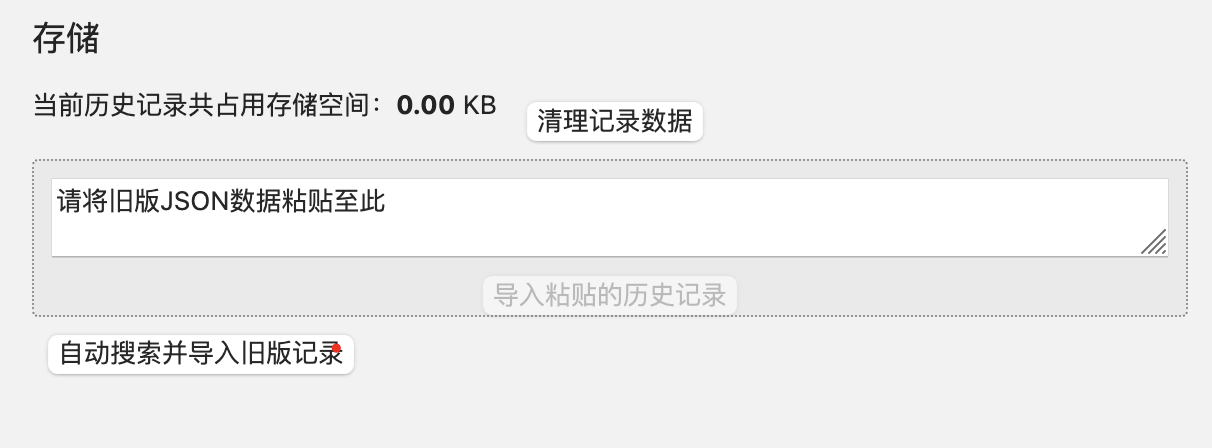 存储
当前历史记录共占用存储空间：0.00 KB
清理记录数据
请将旧版JSON数据粘贴至此
导入粘贴的历史记录
自动搜索并导入旧版记录